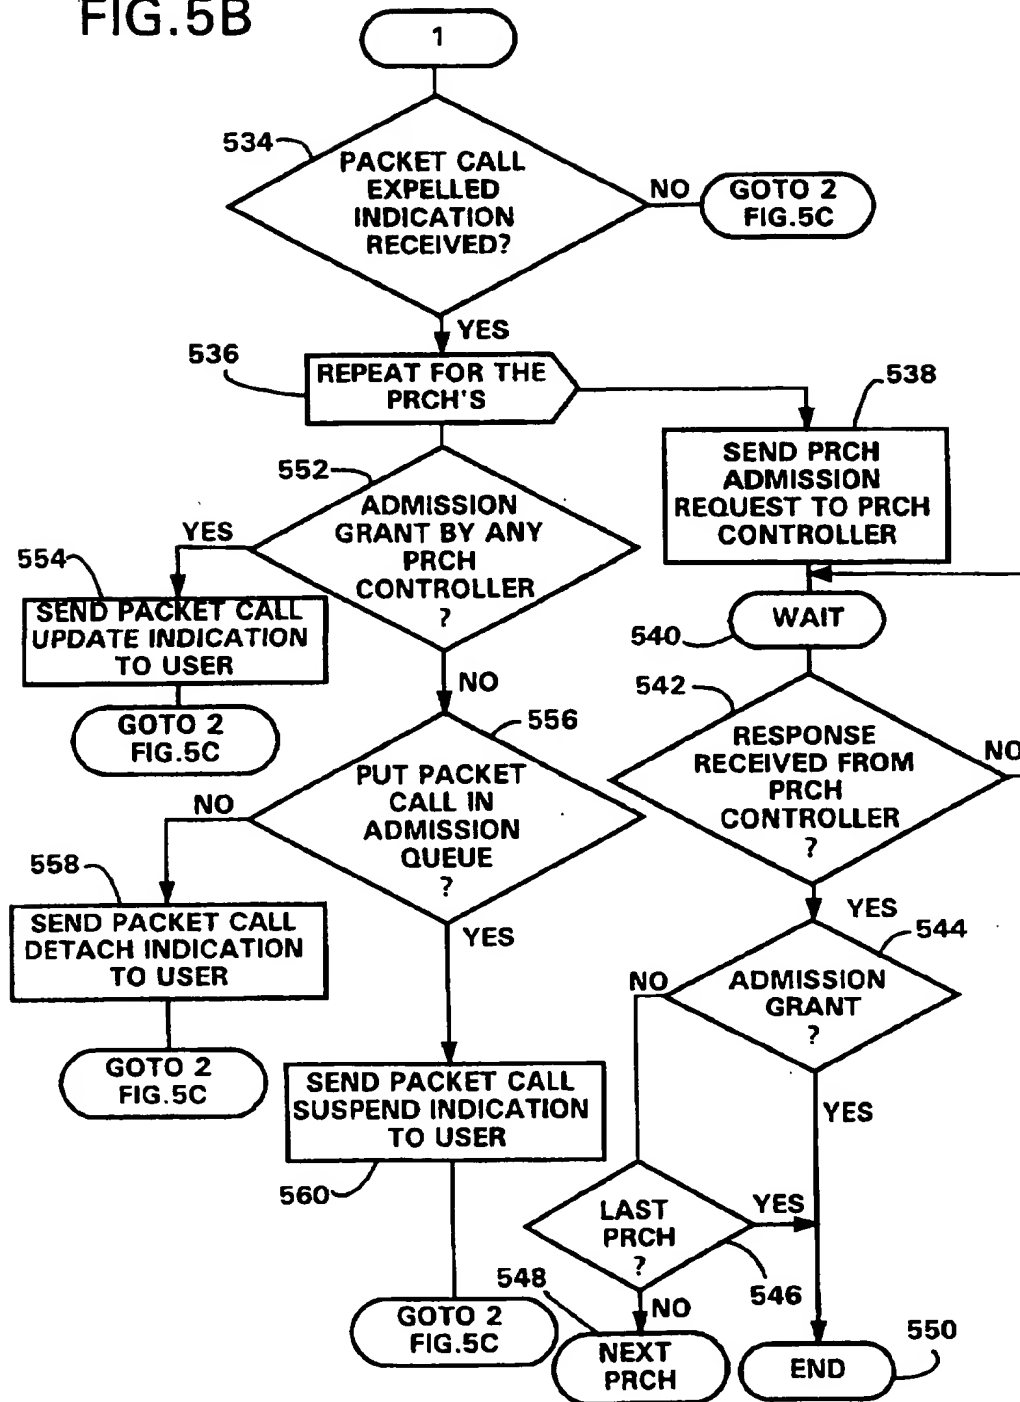 FIG.5B
1
534
PACKET CALL
EXPELLED
INDICATION
RECEIVED?
NO
GOTO 2
FIG.5C
YES
536
REPEAT FOR THE
PRCH'S
538
SEND PRCH
ADMISSION
REQUEST TO PRCH
CONTROLLER
552
ADMISSION
GRANT BY ANY
PRCH
CONTROLLER
?
YES
554
SEND PACKET CALL
UPDATE INDICATION
TO USER
GOTO 2
FIG.5C
NO
WAIT
540
542
RESPONSE
RECEIVED FROM
PRCH
CONTROLLER
?
NO
YES
556
PUT PACKET
CALL IN
ADMISSION
QUEUE
?
NO
558
SEND PACKET CALL
DETACH INDICATION
TO USER
GOTO 2
FIG.5C
YES
544
ADMISSION
GRANT
?
NO
YES
SEND PACKET CALL
SUSPEND INDICATION
TO USER
560
GOTO 2
FIG.5C
LAST
PRCH
?
YES
546
548
NO
NEXT
PRCH
END
550